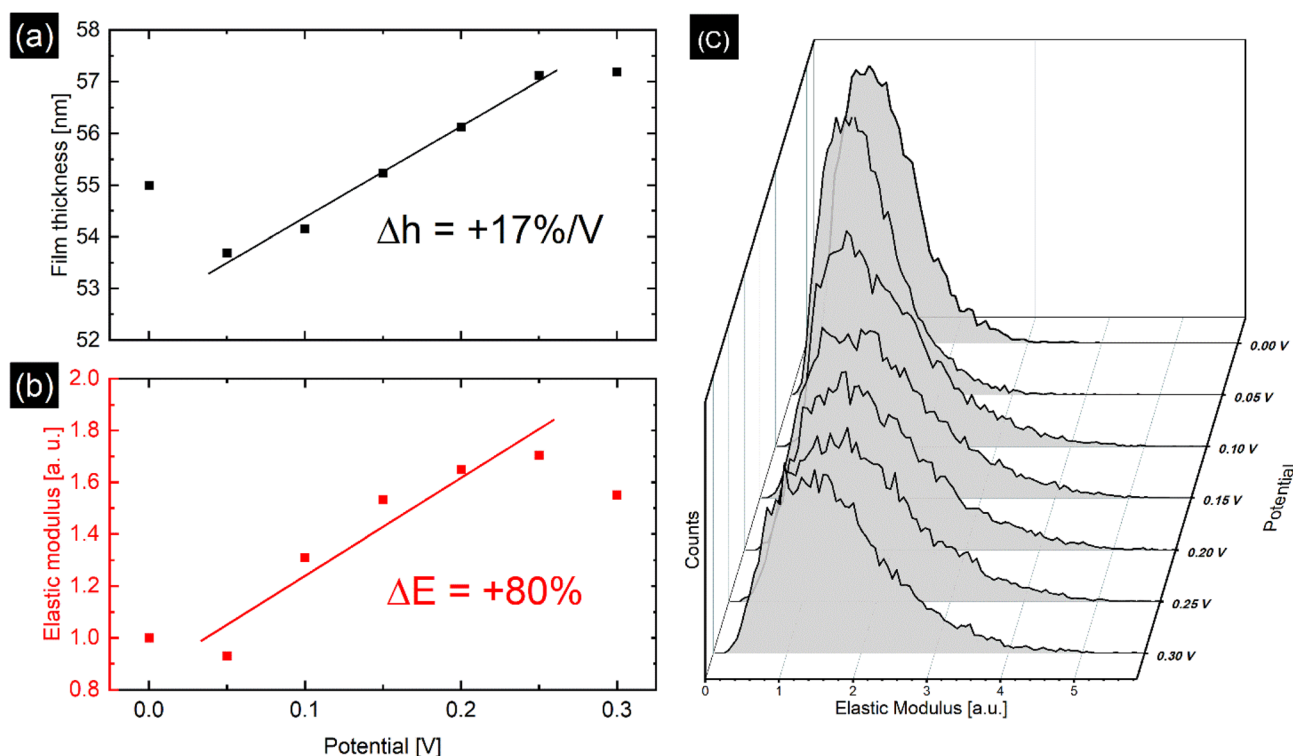 (a)
58
57
56
55
54
53
52
Film thickness [nm]
Δh = +17%/V
(b)
2.0
1.8
1.6
1.4
1.2
1.0
0.8
Elastic modulus [a. u.]
ΔE = +80%
0.0 0.1 0.2 0.3
Potential [V]
(C)
Counts
0.00 V
0.05 V
0.10 V
0.15 V
0.20 V
0.25 V
0.30 V
Potential
0 1 2 3 4 5
Elastic Modulus [a.u.]